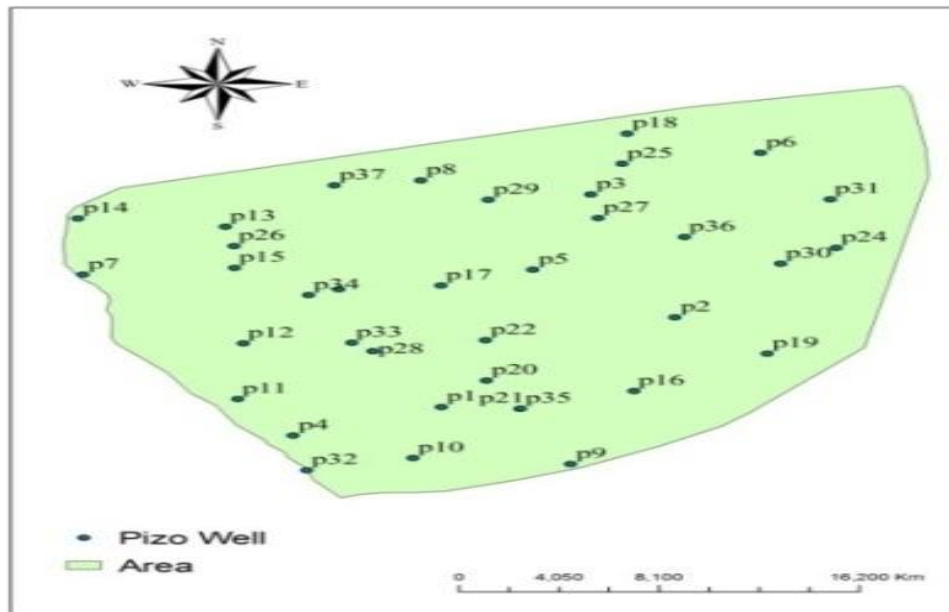 N
W E
S
p18
p6
p25
p37
p8
p3
p29
p31
p14
p27
p13
p36
p26
p24
p7
p15
p5
p30
p17
p34
p2
p12
p33
p22
p28
p19
p20
p16
p11
p1 p21 p35
p4
p10
p9
p32
Pizo Well
Area
0 4,050 8,100 16,200 Km